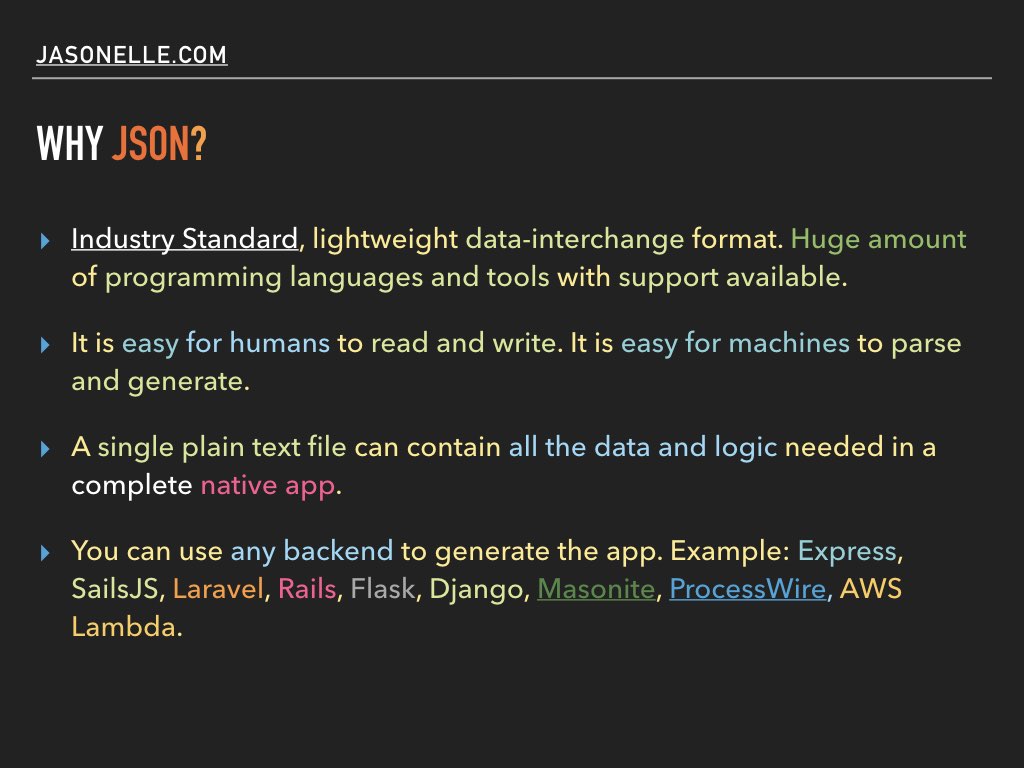 JASONELLE.COM
WHY JSON?
Industry Standard, lightweight data-interchange format. Huge amount
of programming languages and tools with support available.
It is easy for humans to read and write. It is easy for machines to parse
and generate.
A single plain text file can contain all the data and logic needed in a
complete native app.
You can use any backend to generate the app. Example: Express,
SailsJS, Laravel, Rails, Flask, Django, Masonite, ProcessWire, AWS
Lambda.